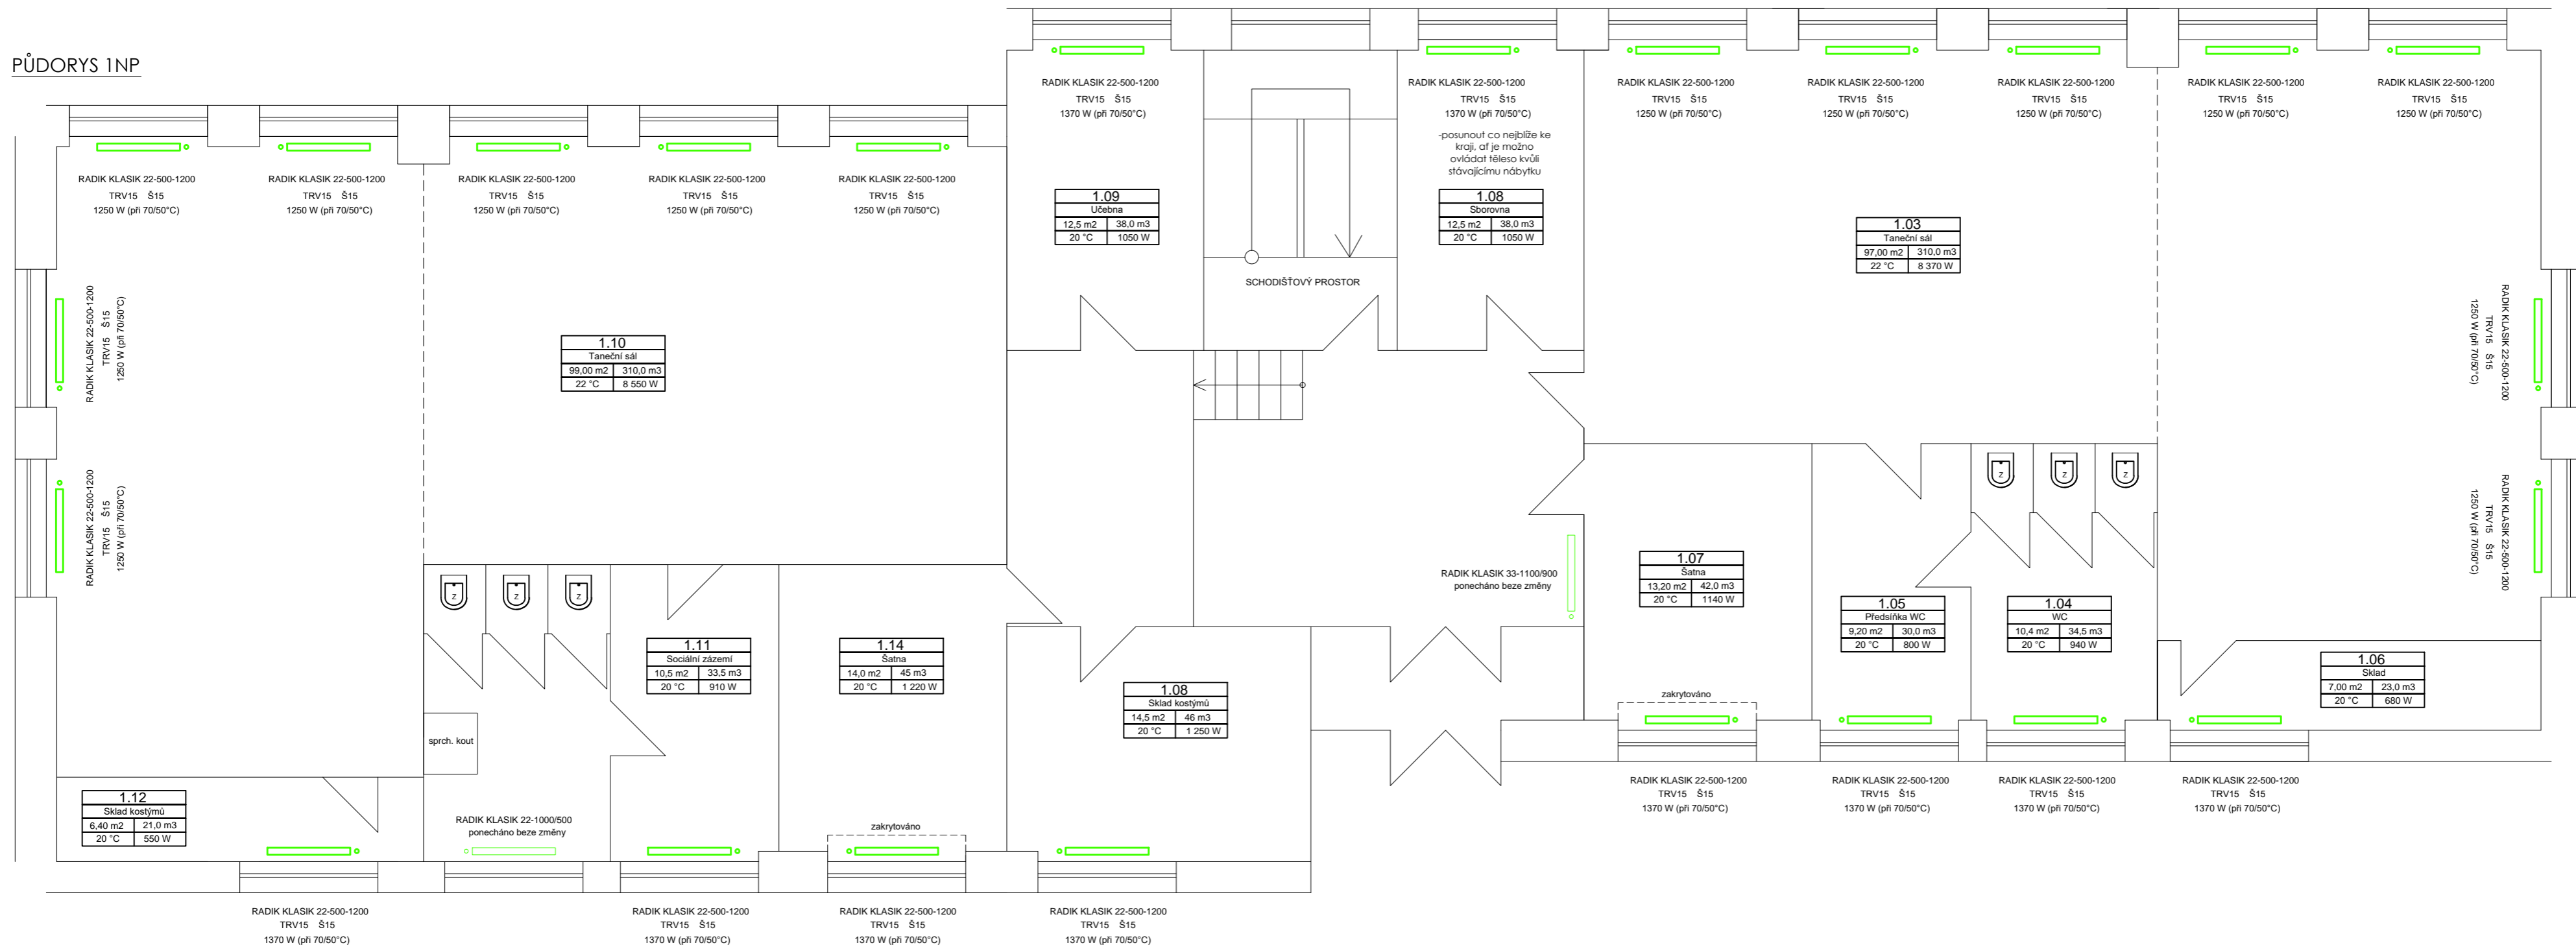 PŮDORYS 1NP
RADIK KLASIK 22-500-1200
TRV15 Š15
1370 W (při 70/50°C)
RADIK KLASIK 22-500-1200
TRV15 Š15
1370 W (při 70/50°C)
-posunout co nejblíže ke
kraji, ať je možno
ovládat těleso kvůli
stávajícímu nábytku
RADIK KLASIK 22-500-1200
TRV15 Š15
1250 W (při 70/50°C)
RADIK KLASIK 22-500-1200
TRV15 Š15
1250 W (při 70/50°C)
RADIK KLASIK 22-500-1200
TRV15 Š15
1250 W (při 70/50°C)
RADIK KLASIK 22-500-1200
TRV15 Š15
1250 W (při 70/50°C)
RADIK KLASIK 22-500-1200
TRV15 Š15
1250 W (při 70/50°C)
RADIK KLASIK 22-500-1200
TRV15 Š15
1250 W (při 70/50°C)
RADIK KLASIK 22-500-1200
TRV15 Š15
1250 W (při 70/50°C)
RADIK KLASIK 22-500-1200
TRV15 Š15
1250 W (při 70/50°C)
RADIK KLASIK 22-500-1200
TRV15 Š15
1250 W (při 70/50°C)
RADIK KLASIK 22-500-1200
TRV15 Š15
1250 W (při 70/50°C)
1.09
Učebna
12,5 m2 38,0 m3
20 °C 1050 W
1.08
Sborovna
12,5 m2 38,0 m3
20 °C 1050 W
1.03
Taneční sál
97,00 m2 310,0 m3
22 °C 8 370 W
SCHODIŠŤOVÝ PROSTOR
RADIK KLASIK 22-500-1200
TRV15 Š15
1250 W (při 70/50°C)
RADIK KLASIK 22-500-1200
TRV15 Š15
1250 W (při 70/50°C)
1.10
Taneční sál
99,00 m2 310,0 m3
22 °C 8 550 W
RADIK KLASIK 22-500-1200
TRV15 Š15
1250 W (při 70/50°C)
RADIK KLASIK 22-500-1200
TRV15 Š15
1250 W (při 70/50°C)
Z
Z
Z
Z
Z
Z
RADIK KLASIK 33-1100/900
ponecháno beze změny
1.07
Šatna
13,20 m2 42,0 m3
20 °C 1140 W
1.05
Předsíňka WC
9,20 m2 30,0 m3
20 °C 800 W
1.04
WC
10,4 m2 34,5 m3
20 °C 940 W
1.11
Sociální zázemí
10,5 m2 33,5 m3
20 °C 910 W
1.14
Šatna
14,0 m2 45 m3
20 °C 1 220 W
1.08
Sklad kostýmů
14,5 m2 46 m3
20 °C 1 250 W
1.06
Sklad
7,00 m2 23,0 m3
20 °C 680 W
zakrytováno
sprch. kout
1.12
Sklad kostýmů
6,40 m2 21,0 m3
20 °C 550 W
RADIK KLASIK 22-1000/500
ponecháno beze změny
zakrytováno
RADIK KLASIK 22-500-1200
TRV15 Š15
1370 W (při 70/50°C)
RADIK KLASIK 22-500-1200
TRV15 Š15
1370 W (při 70/50°C)
RADIK KLASIK 22-500-1200
TRV15 Š15
1370 W (při 70/50°C)
RADIK KLASIK 22-500-1200
TRV15 Š15
1370 W (při 70/50°C)
RADIK KLASIK 22-500-1200
TRV15 Š15
1370 W (při 70/50°C)
RADIK KLASIK 22-500-1200
TRV15 Š15
1370 W (při 70/50°C)
RADIK KLASIK 22-500-1200
TRV15 Š15
1370 W (při 70/50°C)
RADIK KLASIK 22-500-1200
TRV15 Š15
1370 W (při 70/50°C)